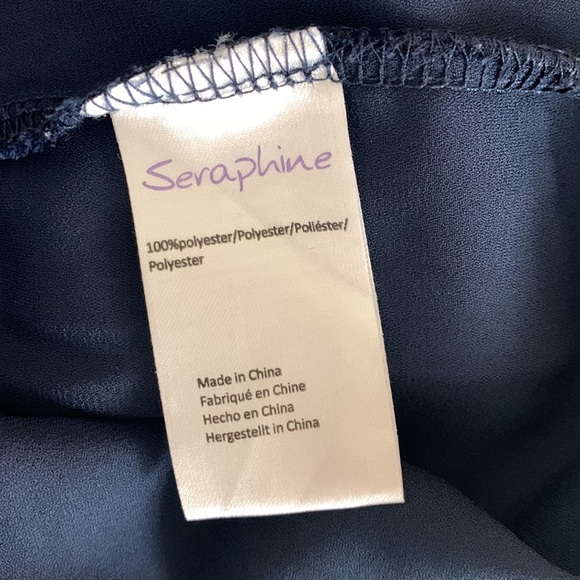 Seraphine
100%polyester/Polyester/Poliéster/
Polyester
Made in China
Fabriqué en Chine
Hecho en China
Hergestellt in China